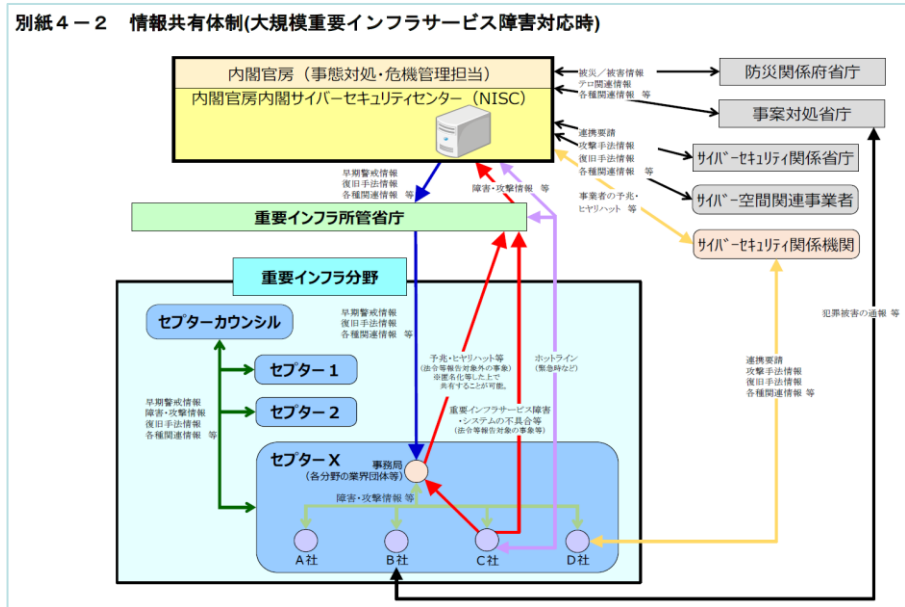 別紙４－２　情報共有体制(大規模重要インフラサービス障害対応時)
内閣官房（事態対処・危機管理担当）
内閣官房内閣サイバーセキュリティセンター（NISC）
被災／被害情報
テロ関連情報
各種関連情報 等
防災関係府省庁
事案対処省庁
連携要請
攻撃手法情報
復旧手法情報
各種関連情報 等
ｻｲﾊﾞｰｾｷｭﾘﾃｨ関係省庁
ｻｲﾊﾞｰ空間関連事業者
事業者の予兆・
ヒヤリハット 等
ｻｲﾊﾞｰｾｷｭﾘﾃｨ関係機関
早期警戒情報
復旧手法情報
各種関連情報 等
障害・攻撃情報 等
重要インフラ所管省庁
重要インフラ分野
セプターカウンシル
セプター１
セプター２
早期警戒情報
障害・攻撃情報
復旧手法情報
各種関連情報 等
早期警戒情報
復旧手法情報
各種関連情報 等
予兆・ヒヤリハット等
(法令等報告対象外の事象)
※匿名化等した上で
共有することが可能。
ホットライン
(緊急時など)
重要インフラサービス障害
・システムの不具合等
(法令等報告対象の事象等)
犯罪被害の通報 等
連携要請
攻撃手法情報
復旧手法情報
各種関連情報 等
セプターＸ
事務局
(各分野の業界団体等)
障害・攻撃情報 等
Ａ社
Ｂ社
Ｃ社
Ｄ社